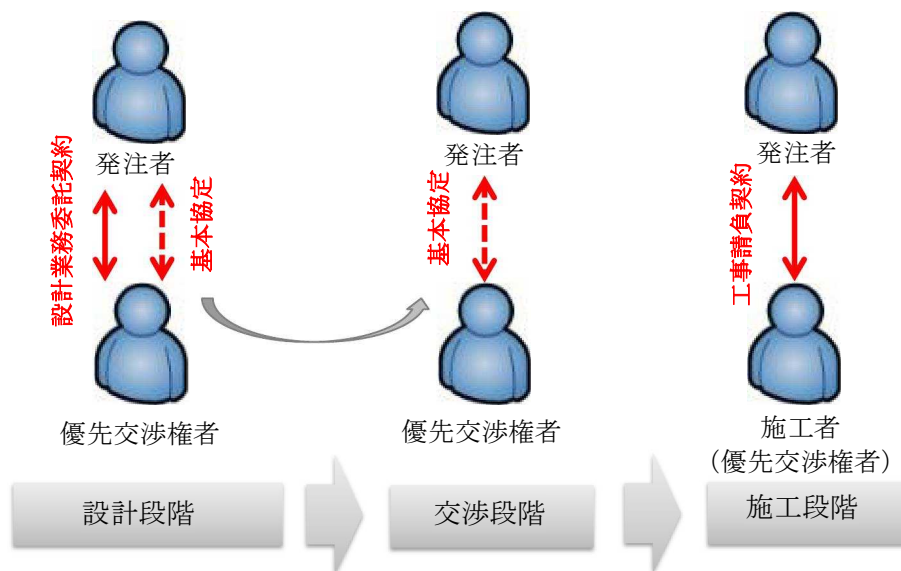 発注者
発注者
発注者
設計業務委託契約
基本協定
基本協定
工事請負契約
優先交渉権者
優先交渉権者
施工者
（優先交渉権者）
設計段階
交渉段階
施工段階